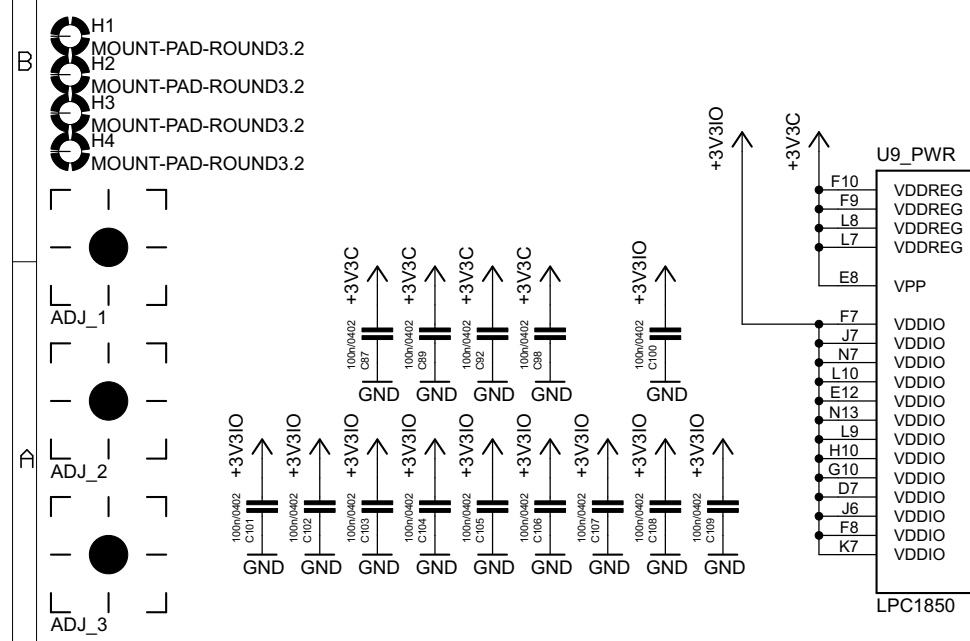 B
H1
MOUNT-PAD-ROUND3.2
H2
MOUNT-PAD-ROUND3.2
H3
MOUNT-PAD-ROUND3.2
H4
MOUNT-PAD-ROUND3.2
ADJ_1
A
ADJ_2
ADJ_3
+3V3C +3V3C +3V3C +3V3C +3V3IO
100n/0402 100n/0402 100n/0402 100n/0402 100n/0402
C87 C89 C92 C98 C100
GND GND GND GND GND
+3V3IO +3V3IO +3V3IO +3V3IO +3V3IO +3V3IO +3V3IO +3V3IO +3V3IO
100n/0402 100n/0402 100n/0402 100n/0402 100n/0402 100n/0402 100n/0402 100n/0402 100n/0402
C101 C102 C103 C104 C105 C106 C107 C108 C109
GND GND GND GND GND GND GND GND GND
+3V3IO +3V3C
U9_PWR
F10 VDDREG
F9 VDDREG
L8 VDDREG
L7 VDDREG
E8 VPP
F7 VDDIO
J7 VDDIO
N7 VDDIO
L10 VDDIO
E12 VDDIO
N13 VDDIO
L9 VDDIO
H10 VDDIO
G10 VDDIO
D7 VDDIO
J6 VDDIO
F8 VDDIO
K7 VDDIO
LPC1850